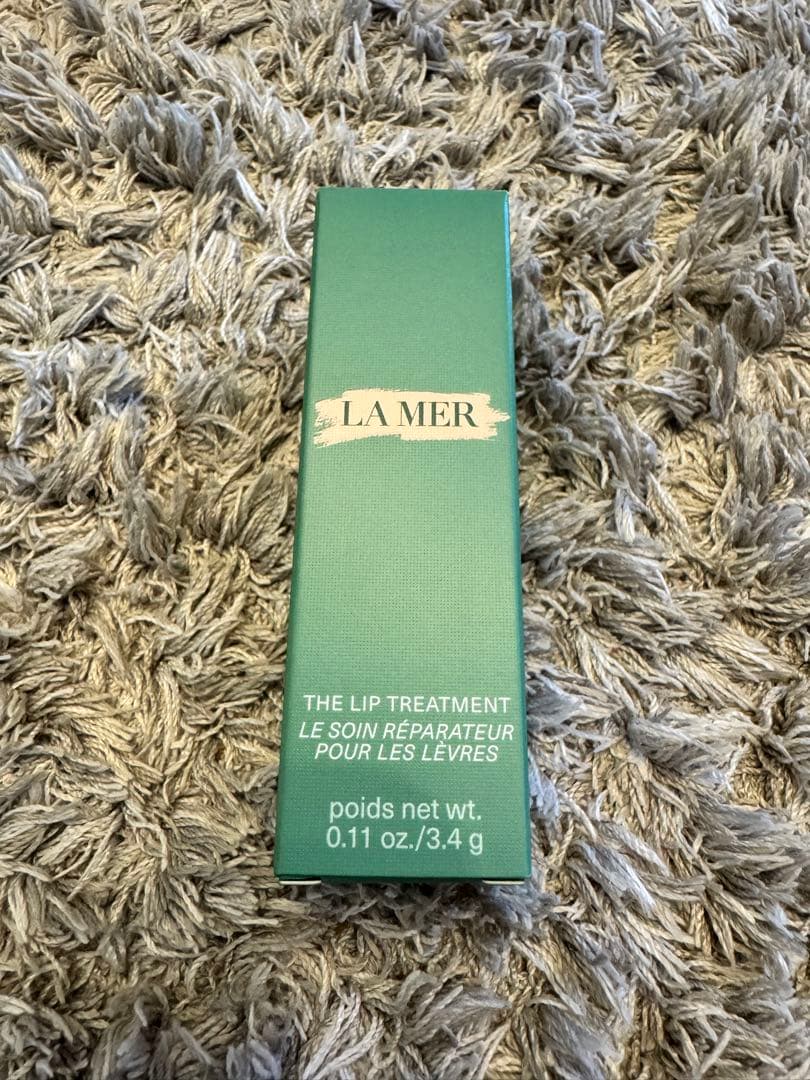 LA MER
THE LIP TREATMENT
LE SOIN RÉPARATEUR
POUR LES LÈVRES
poids net wt.
0.11 oz./3.4 g